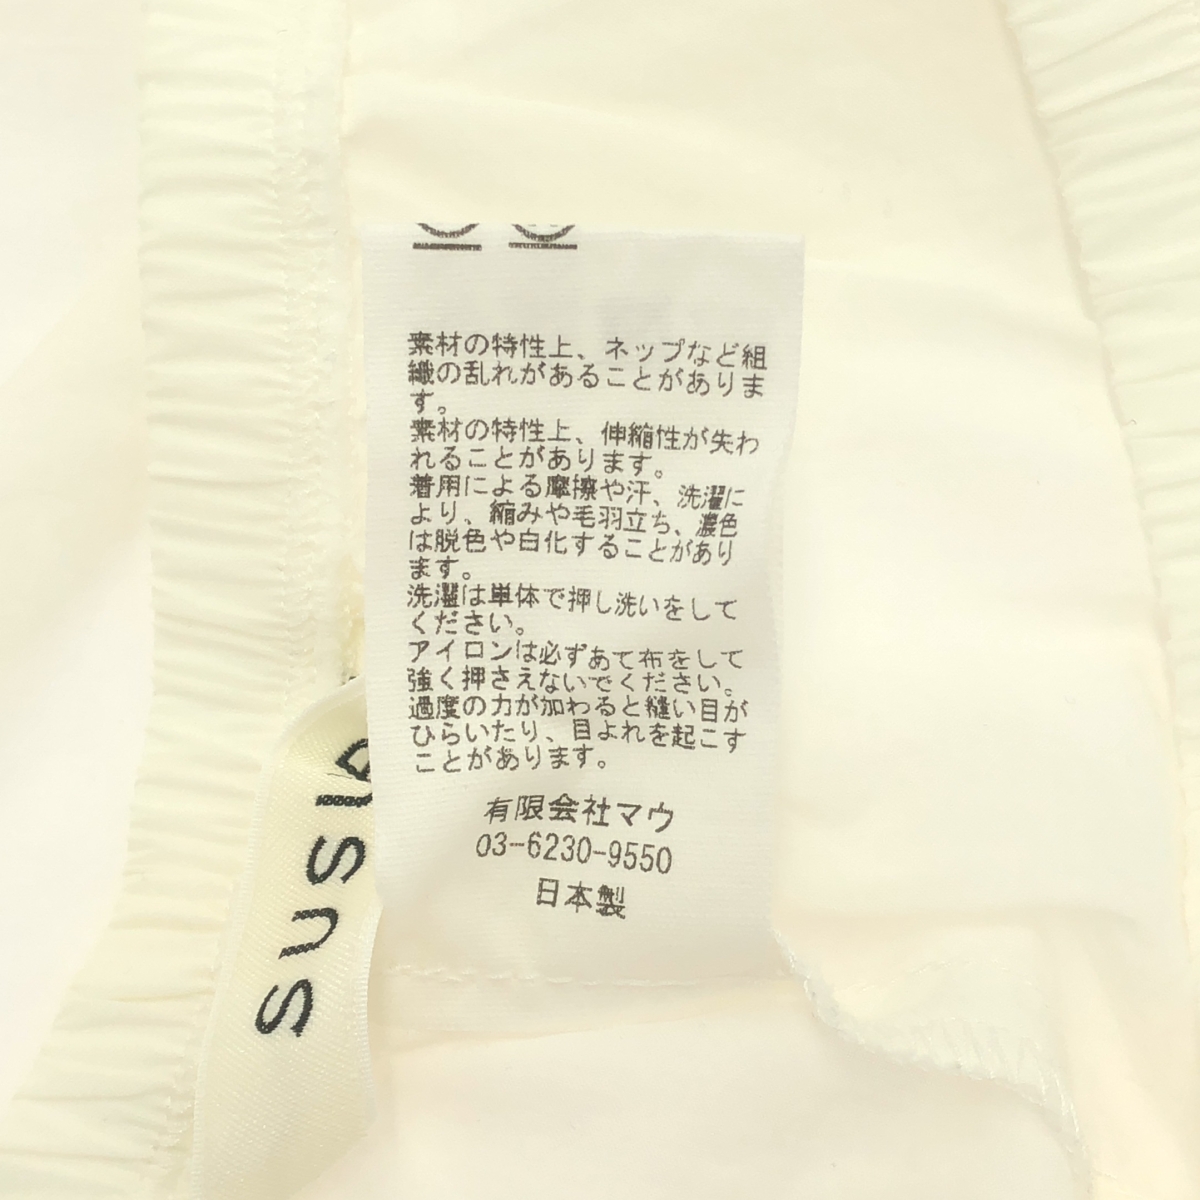 素材の特性上、ネップなど組
織の乱れがあることがありま
す。
素材の特性上、伸縮性が失わ
れることがあります。
着用による摩擦や汗、洗濯に
より、縮みや毛羽立ち、濃色
は脱色や白化することがあり
ます。
洗濯は単体で押し洗いをして
ください。
アイロンは必ずあて布をして
強く押さえないでください。
過度の力が加わると縫い目が
ひらいたり、目よれを起こす
ことがあります。
有限会社マウ
03-6230-9550
日本製
SUSU